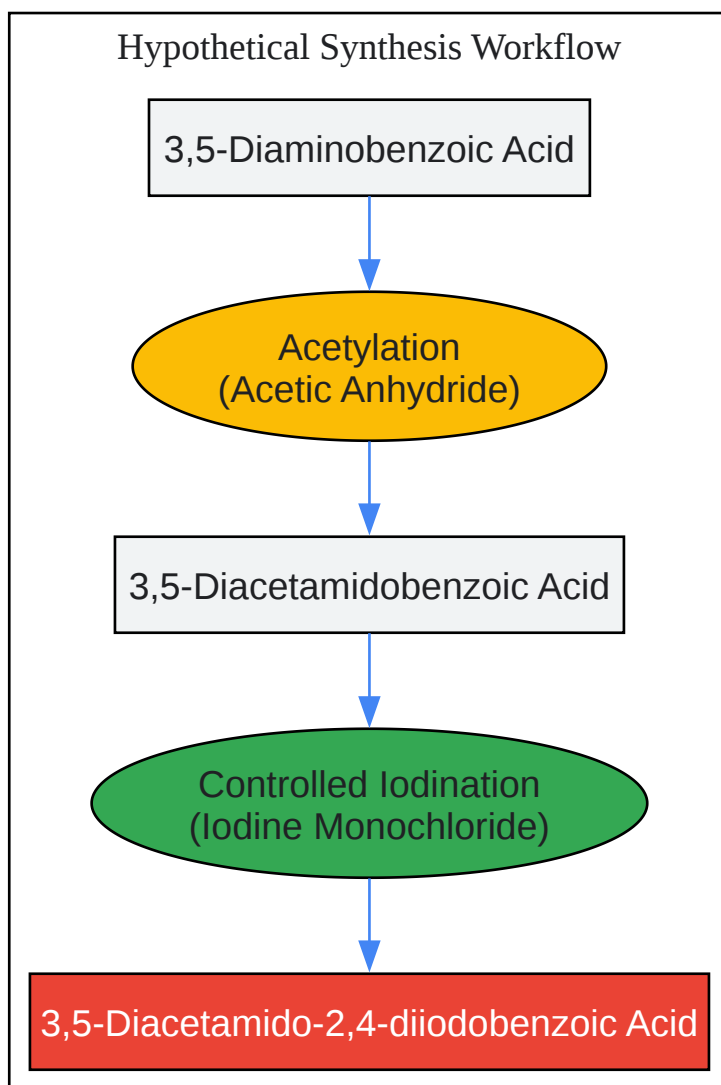 Hypothetical Synthesis Workflow
3,5-Diaminobenzoic Acid
Acetylation
(Acetic Anhydride)
3,5-Diacetamidobenzoic Acid
Controlled Iodination
(Iodine Monochloride)
3,5-Diacetamido-2,4-diiodobenzoic Acid